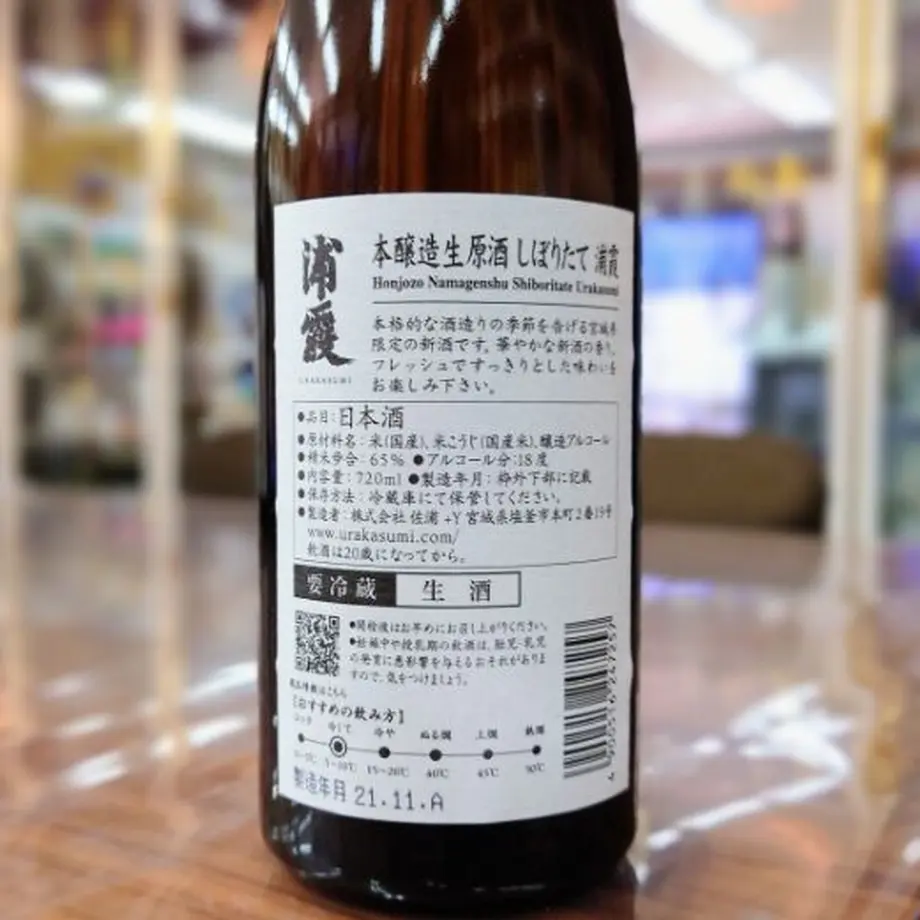 浦霞
URAKASUMI
本醸造生原酒 しぼりたて 浦霞
Honjozo Namagenshu Shiboritate Urakasumi
本格的な酒造りの季節を告げる宮城県
限定の新酒です。華やかな新酒の香り、
フレッシュですっきりとした味わいを
お楽しみ下さい。
●品目:日本酒
●原材料名:米(国産)、米こうじ(国産米)、醸造アルコール
●精米歩合:65% ●アルコール分:18度
●内容量:720ml ●製造年月:枠外下部に記載
●保存方法:冷蔵庫にて保管してください。
●製造者:株式会社 佐浦 +Y 宮城県塩釜市本町2番19号
www.urakasumi.com/
飲酒は20歳になってから。
要冷蔵 生酒
●開栓後はお早めにお召し上がりください。
●妊娠中や授乳期の飲酒は、胎児・乳児
の発育に悪影響を与えるおそれがありま
すので、気をつけましょう。
商品情報はこちら
【おすすめの飲み方】
ロック 冷して 冷や ぬる燗 上燗 熱燗
5~10℃ 15~20℃ 40℃ 45℃ 50℃
製造年月 21.11.A